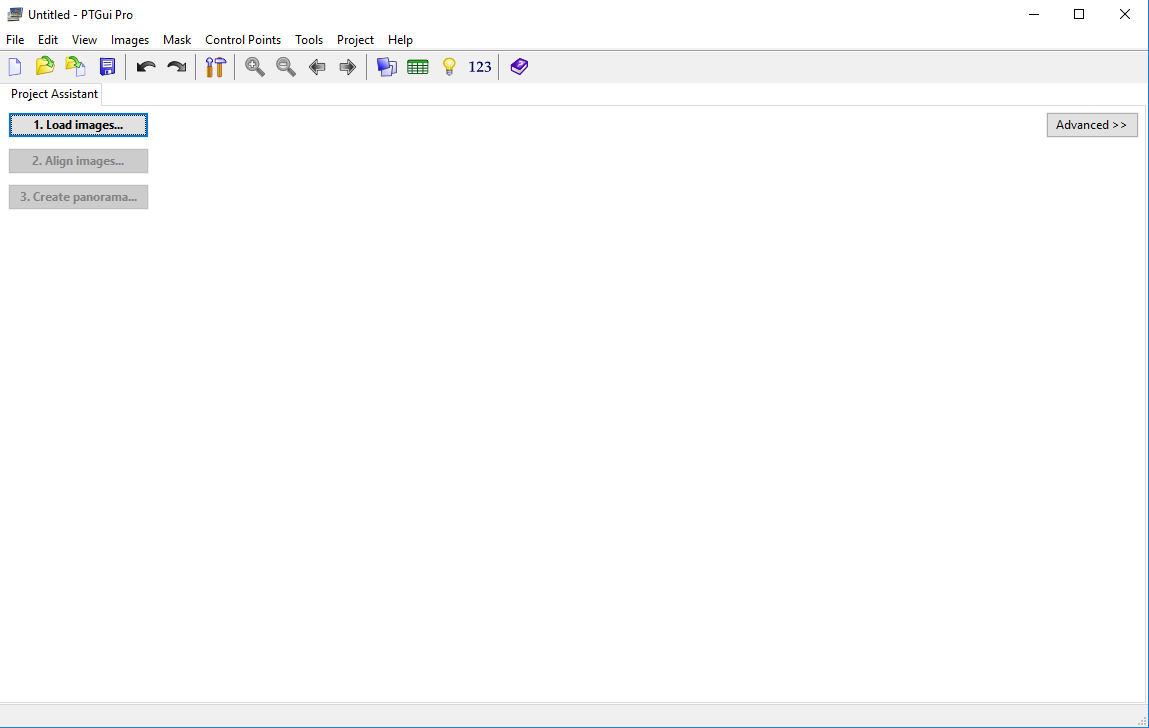 Untitled - PTGui Pro
File Edit View Images Mask Control Points Tools Project Help
123
Project Assistant
1. Load images...
Advanced >>
2. Align images...
3. Create panorama...